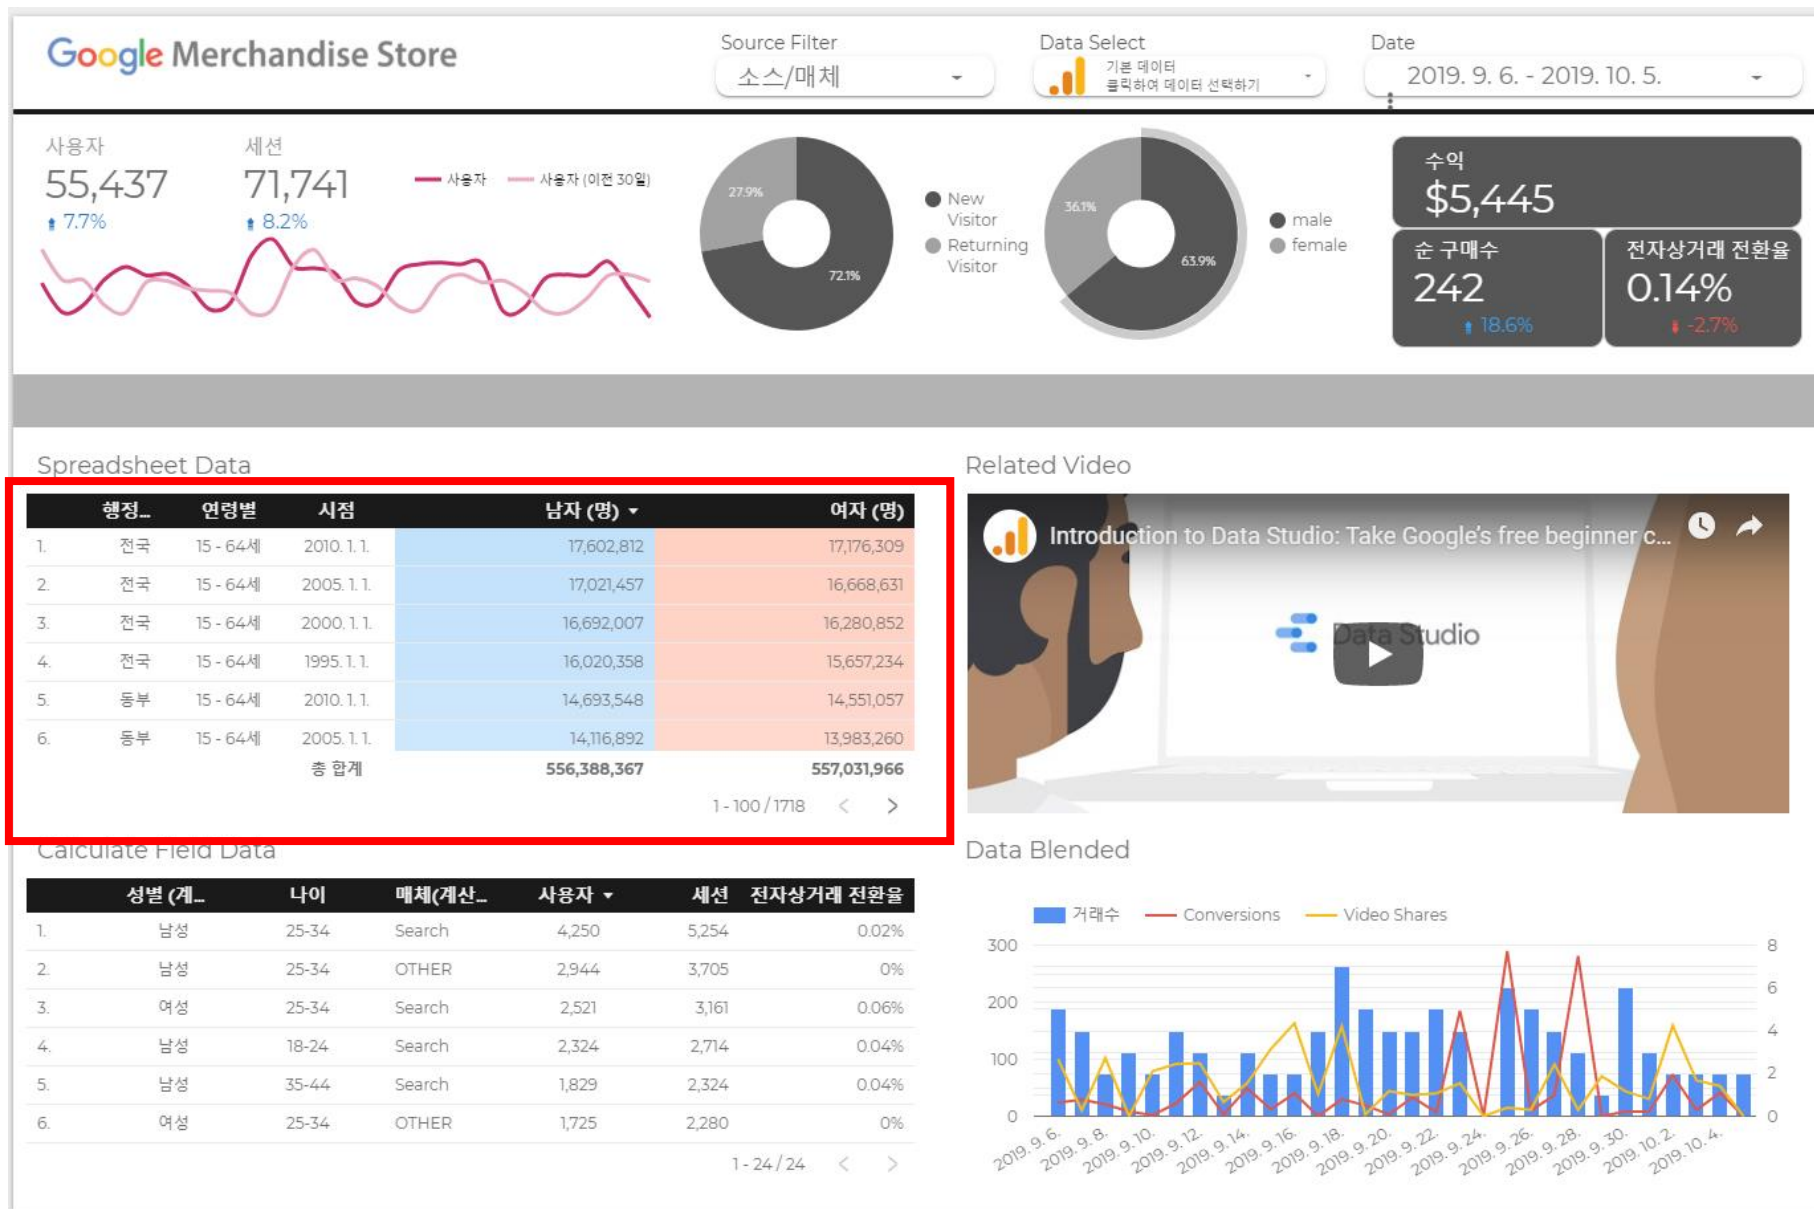 Google Merchandise Store
Source Filter
소스/매체
Data Select
기본 데이터
클릭하여 데이터 선택하기
Date
2019. 9. 6. - 2019. 10. 5.
사용자
55,437
7.7%
세션
71,741
8.2%
사용자 사용자 (이전 30일)
27.9%
72.1%
New
Visitor
Returning
Visitor
36.1%
63.9%
male
female
수익
$5,445
순 구매수
242
18.6%
전자상거래 전환율
0.14%
-2.7%
Spreadsheet Data
행정... 연령별 시점 남자 (명) 여자 (명)
1. 전국 15 - 64세 2010. 1. 1. 17,602,812 17,176,309
2. 전국 15 - 64세 2005. 1. 1. 17,021,457 16,668,631
3. 전국 15 - 64세 2000. 1. 1. 16,692,007 16,280,852
4. 전국 15 - 64세 1995. 1. 1. 16,020,358 15,657,234
5. 동부 15 - 64세 2010. 1. 1. 14,693,548 14,551,057
6. 동부 15 - 64세 2005. 1. 1. 14,116,892 13,983,260
총 합계 556,388,367 557,031,966
1 - 100 / 1718
Related Video
Introduction to Data Studio: Take Google's free beginner c...
Data Studio
Calculate Field Data
성별 (계... 나이 매체(계산... 사용자 세션 전자상거래 전환율
1. 남성 25-34 Search 4,250 5,254 0.02%
2. 남성 25-34 OTHER 2,944 3,705 0%
3. 여성 25-34 Search 2,521 3,161 0.06%
4. 남성 18-24 Search 2,324 2,714 0.04%
5. 남성 35-44 Search 1,829 2,324 0.04%
6. 여성 25-34 OTHER 1,725 2,280 0%
1 - 24 / 24
Data Blended
거래수 Conversions Video Shares
300 8
6
200
4
100
2
0 0
2019. 9. 6. 2019. 9. 8. 2019. 9. 10. 2019. 9. 12. 2019. 9. 14. 2019. 9. 16. 2019. 9. 18. 2019. 9. 20. 2019. 9. 22. 2019. 9. 24. 2019. 9. 26. 2019. 9. 28. 2019. 9. 30. 2019. 10. 2. 2019. 10. 4.